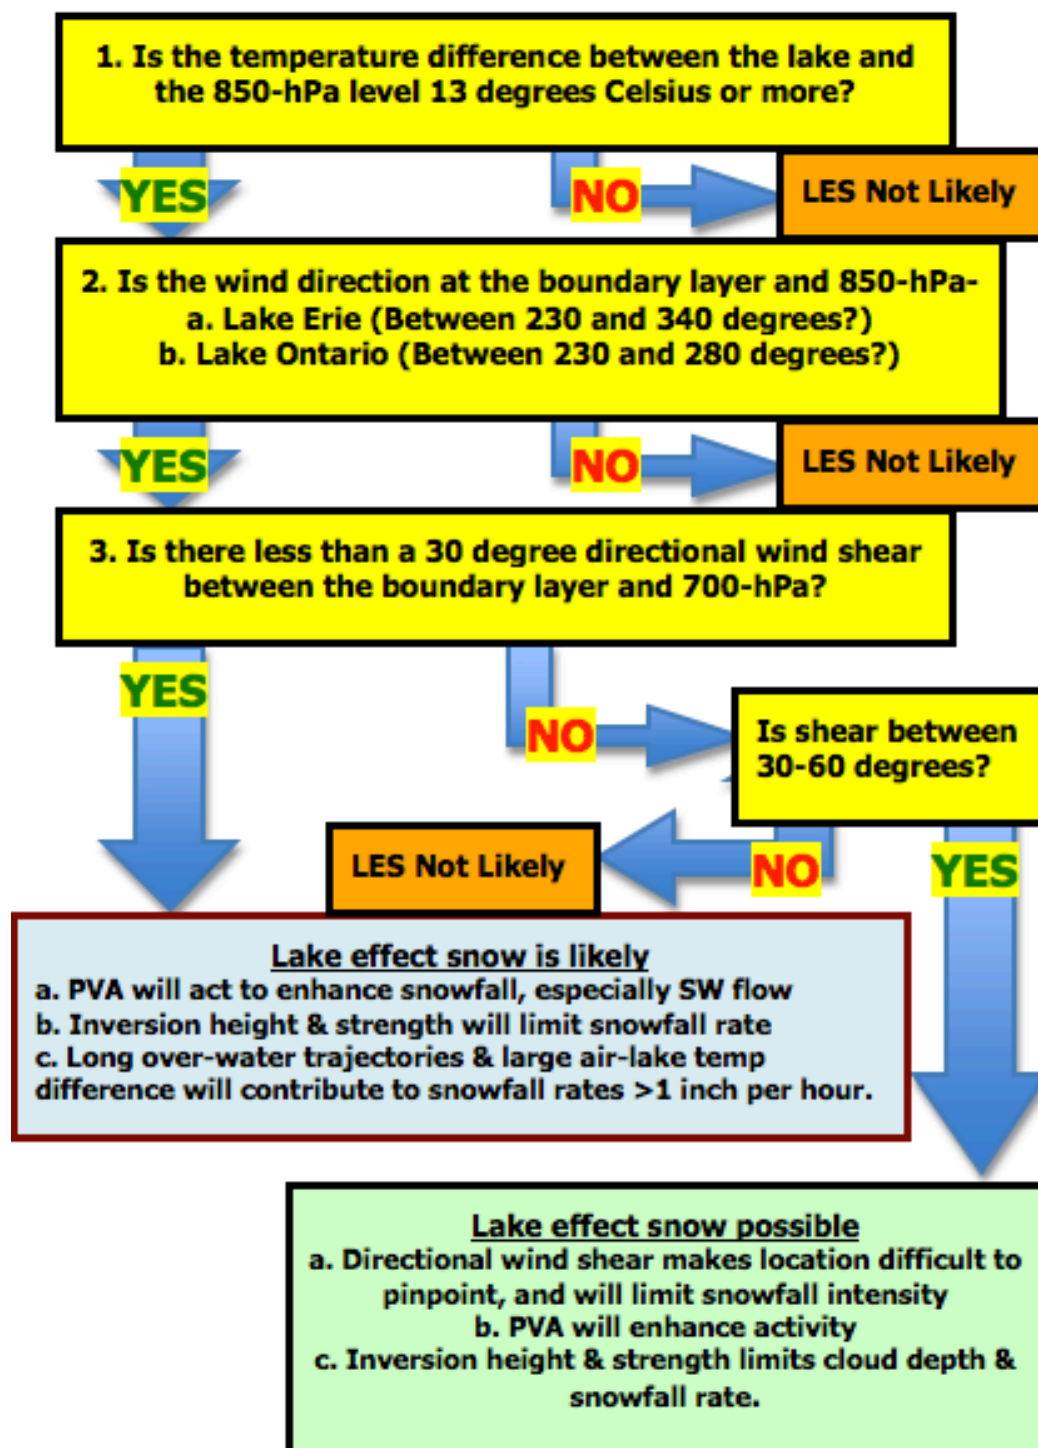 1. Is the temperature difference between the lake and
the 850-hPa level 13 degrees Celsius or more?
YES
NO
LES Not Likely
2. Is the wind direction at the boundary layer and 850-hPa-
a. Lake Erie (Between 230 and 340 degrees?)
b. Lake Ontario (Between 230 and 280 degrees?)
YES
NO
LES Not Likely
3. Is there less than a 30 degree directional wind shear
between the boundary layer and 700-hPa?
YES
NO
Is shear between
30-60 degrees?
LES Not Likely
NO
YES
Lake effect snow is likely
a. PVA will act to enhance snowfall, especially SW flow
b. Inversion height & strength will limit snowfall rate
c. Long over-water trajectories & large air-lake temp
difference will contribute to snowfall rates >1 inch per hour.
Lake effect snow possible
a. Directional wind shear makes location difficult to
pinpoint, and will limit snowfall intensity
b. PVA will enhance activity
c. Inversion height & strength limits cloud depth &
snowfall rate.